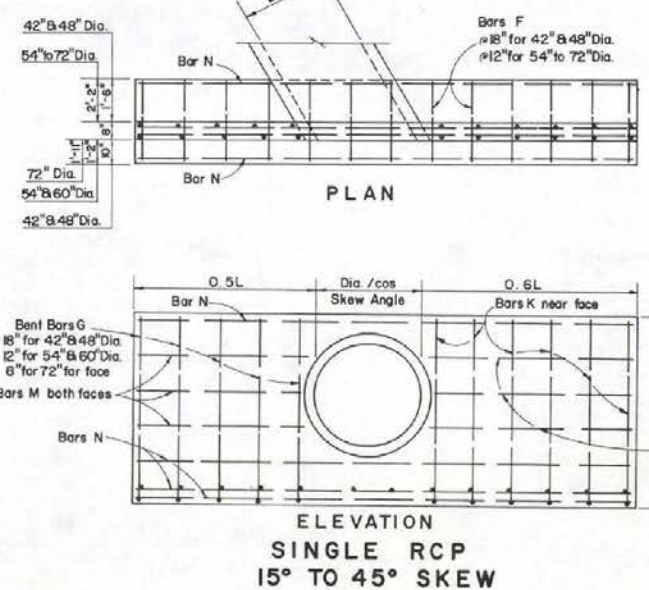 42"&48" Dia.
54"to72"Dia.
Bar N
Bars F
@18" for 42"&48"Dia.
@12" for 54" to 72"Dia.
2'-2"
1'-6"
8"
1'-11"
1'-2"
10"
72" Dia.
54"&60"Dia.
42"&48"Dia.
Bar N
PLAN
0.5L
Dia./cos
Skew Angle
0.6L
Bar N
Bars K near face
Bent Bars G
18" for 42"&48"Dia.
12" for 54"&60"Dia.
6" for 72" far face
Bars M both faces
Bars N
ELEVATION
SINGLE RCP
15° TO 45° SKEW